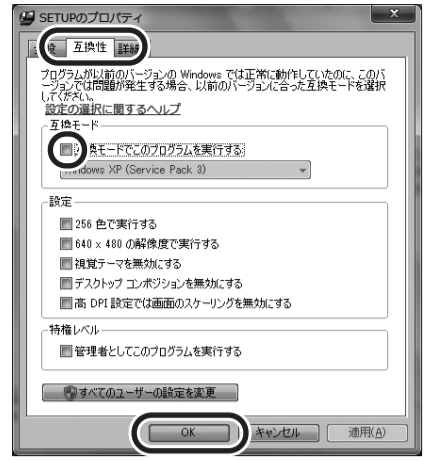 SETUPのプロパティ
互換性
プログラムが以前のバージョンの Windows では正常に動作していたのに、このバ
ージョンでは問題が発生する場合、以前のバージョンに合った互換モードを選択
してください。
設定の選択に関するヘルプ
互換モード
換モードでこのプログラムを実行する:
indows XP (Service Pack 3)
設定
256 色で実行する
640 x 480 の解像度で実行する
視覚テーマを無効にする
デスクトップ コンポジションを無効にする
高 DPI 設定では画面のスケーリングを無効にする
特権レベル
管理者としてこのプログラムを実行する
すべてのユーザーの設定を変更
OK キャンセル 適用(A)